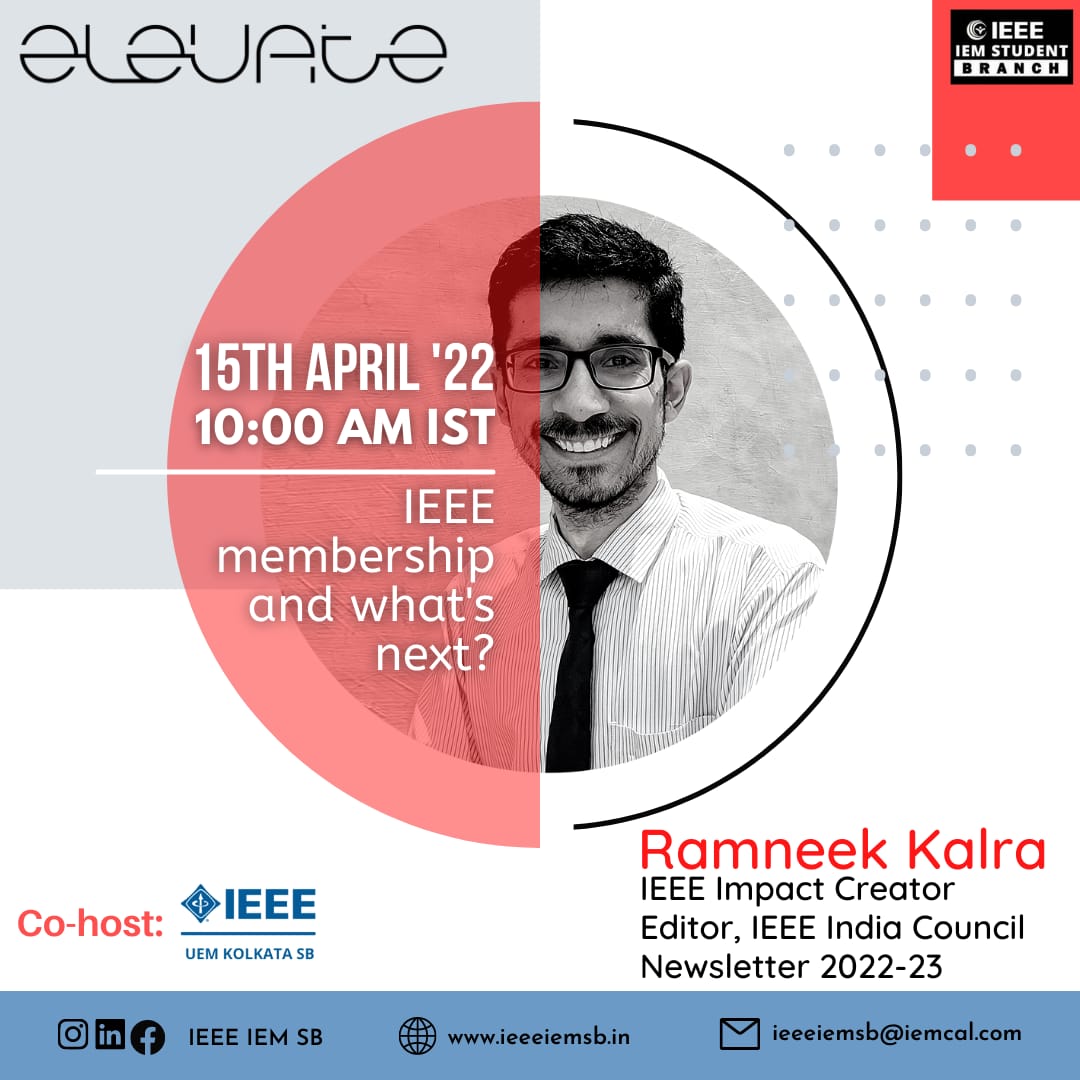 eLevate
IEEE
IEM STUDENT
BRANCH
15TH APRIL '22
10:00 AM IST
IEEE
membership
and what's
next?
Ramneek Kalra
IEEE Impact Creator
Editor, IEEE India Council
Newsletter 2022-23
Co-host:
IEEE
UEM KOLKATA SB
IEEE IEM SB
www.ieeeiemsb.in
ieeeiemsb@iemcal.com